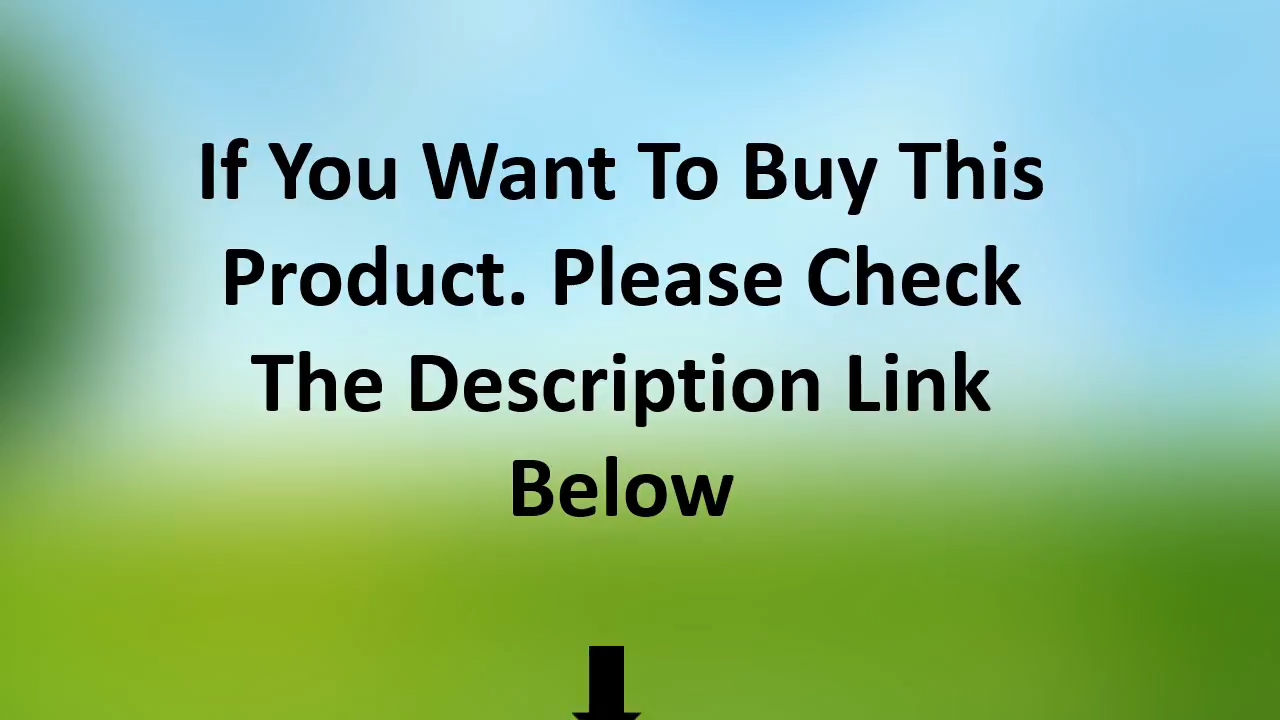 If You Want To Buy This
Product. Please Check
The Description Link
Below